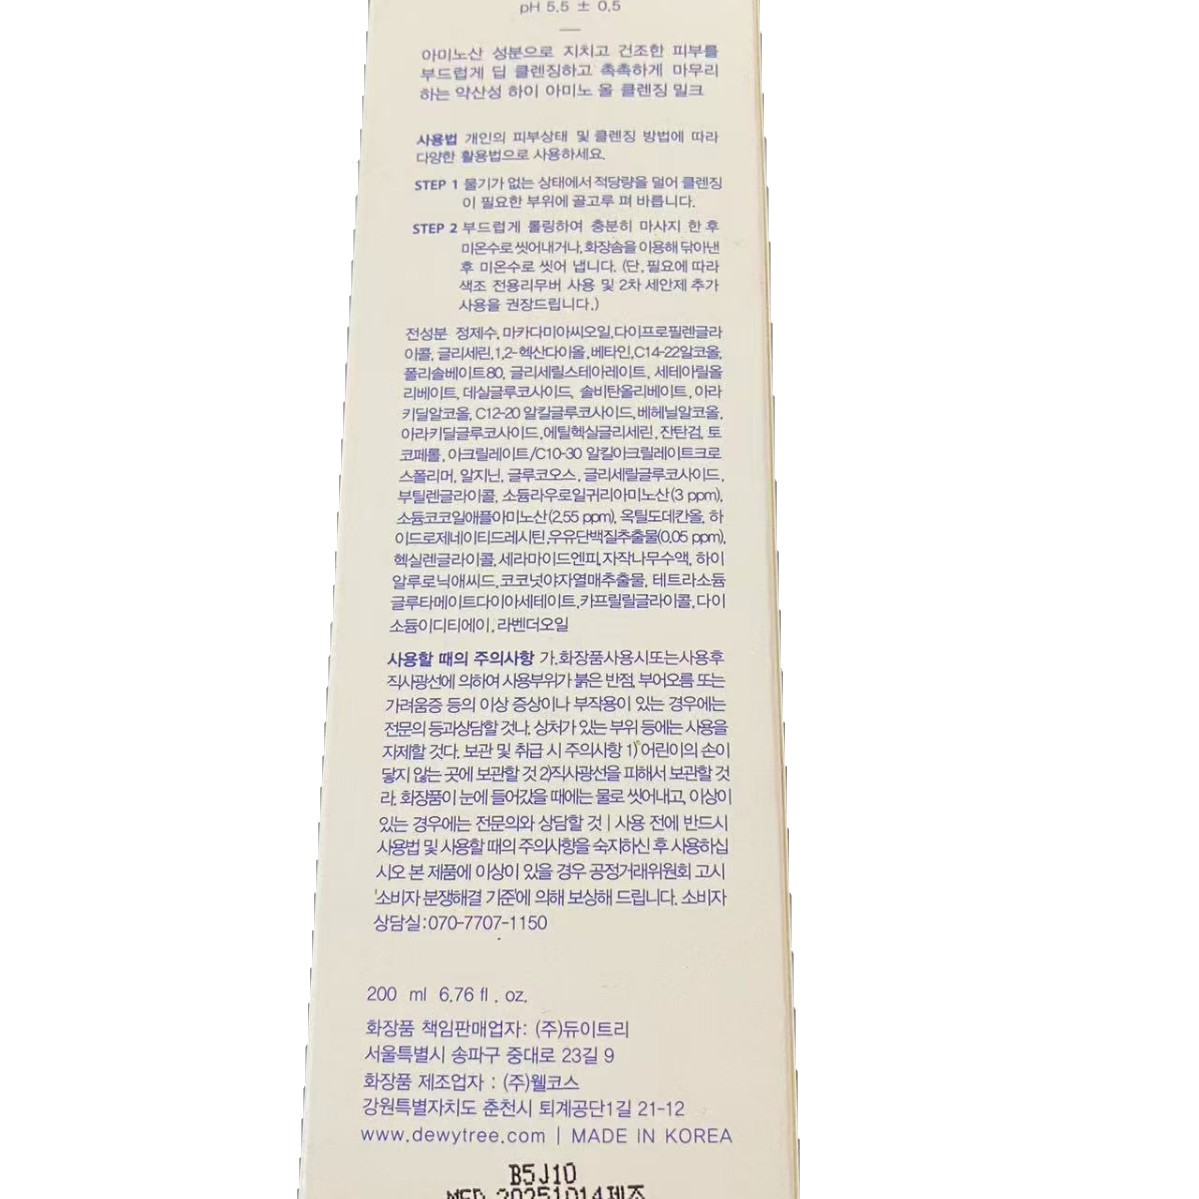 pH 5.5 ± 0.5
아미노산 성분으로 지치고 건조한 피부를
부드럽게 딥 클렌징하고 촉촉하게 마무리
하는 약산성 하이 아미노 올 클렌징 밀크
사용법 개인의 피부상태 및 클렌징 방법에 따라
다양한 활용법으로 사용하세요.
STEP 1 물기가 없는 상태에서 적당량을 덜어 클렌징
이 필요한 부위에 골고루 펴 바릅니다.
STEP 2 부드럽게 롤링하여 충분히 마사지 한 후
미온수로 씻어내거나, 화장솜을 이용해 닦아낸
후 미온수로 씻어 냅니다. (단, 필요에 따라
색조 전용리무버 사용 및 2차 세안제 추가
사용을 권장드립니다.)
전성분 정제수, 마카다미아씨오일,다이프로필렌글라
이콜, 글리세린,1,2-헥산다이올,베타인,C14-22알코올,
폴리솔베이트80, 글리세릴스테아레이트, 세테아릴올
리베이트, 데실글루코사이드, 솔비탄올리베이트, 아라
키딜알코올, C12-20 알킬글루코사이드,베헤닐알코올,
아라키딜글루코사이드,에틸헥실글리세린, 잔탄검, 토
코페롤, 아크릴레이트/C10-30 알킬아크릴레이트크로
스폴리머, 알지닌, 글루코오스, 글리세릴글루코사이드,
부틸렌글라이콜, 소듐라우로일귀리아미노산(3 ppm),
소듐코코일애플아미노산(2.55 ppm), 옥틸도데칸올, 하
이드로제네이티드레시틴,우유단백질추출물(0.05 ppm),
헥실렌글라이콜, 세라마이드엔피,자작나무수액, 하이
알루로닉애씨드,코코넛야자열매추출물, 테트라소듐
글루타메이트다이아세테이트,카프릴릴글라이콜, 다이
소듐이디티에이, 라벤더오일
사용할 때의 주의사항 가.화장품사용시또는사용후
직사광선에 의하여 사용부위가 붉은 반점, 부어오름 또는
가려움증 등의 이상 증상이나 부작용이 있는 경우에는
전문의 등과상담할 것나. 상처가 있는 부위 등에는 사용을
자제할 것다. 보관 및 취급 시 주의사항 1) 어린이의 손이
닿지 않는 곳에 보관할 것 2)직사광선을 피해서 보관할 것
라. 화장품이 눈에 들어갔을 때에는 물로 씻어내고, 이상이
있는 경우에는 전문의와 상담할 것 | 사용 전에 반드시
사용법 및 사용할 때의 주의사항을 숙지하신 후 사용하십
시오 본 제품에 이상이 있을 경우 공정거래위원회 고시
'소비자 분쟁해결 기준'에 의해 보상해 드립니다. 소비자
상담실:070-7707-1150
200 ml 6.76 fl. oz.
화장품 책임판매업자: (주)듀이트리
서울특별시 송파구 중대로 23길 9
화장품 제조업자 : (주)웰코스
강원특별자치도 춘천시 퇴계공단1길 21-12
www.dewytree.com | MADE IN KOREA
B5J10
MFD 20251014제조